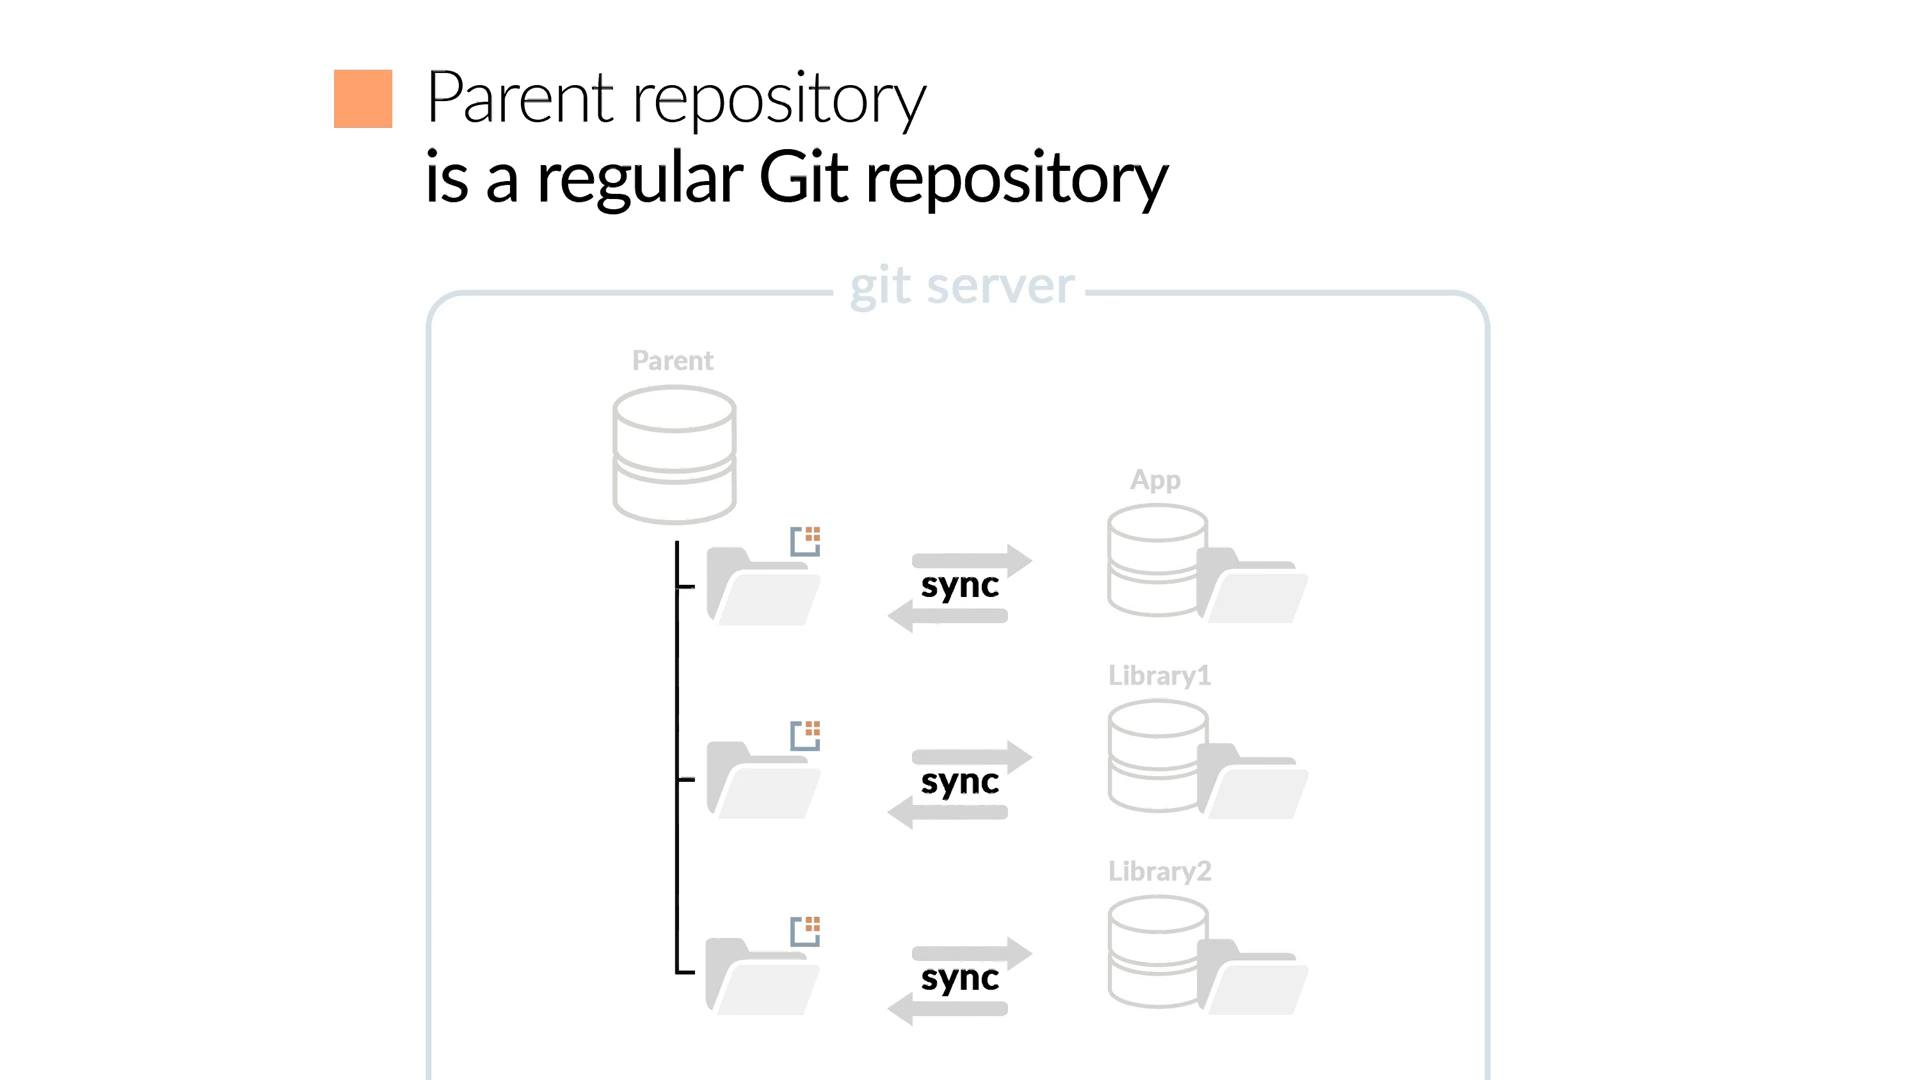 Parent repository
is a regular Git repository
git server
Parent
App
sync
Library1
sync
Library2
sync